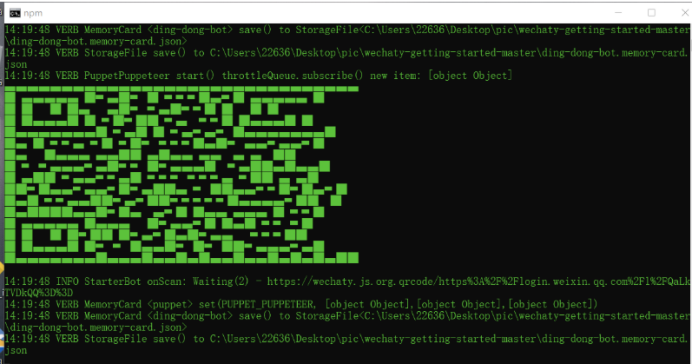 npm
14:19:48 VERB MemoryCard <ding-dong-bot> save() to StorageFile<C:\Users\22636\Desktop\pic\wechaty-getting-started-master
\ding-dong-bot.memory-card.json>
14:19:48 VERB StorageFile save() to C:\Users\22636\Desktop\pic\wechaty-getting-started-master\ding-dong-bot.memory-card.
json
14:19:48 VERB PuppetPuppeteer start() throttleQueue.subscribe() new item: [object Object]
14:19:48 INFO StarterBot onScan: Waiting(2) - https://wechaty.js.org/qrcode/https%3A%2F%2Flogin.weixin.qq.com%2Fl%2FQaLk
TYDkQQ%3D%3D
14:19:48 VERB MemoryCard <puppet> set(PUPPET_PUPPETEER, [object Object],[object Object],[object Object])
14:19:48 VERB MemoryCard <ding-dong-bot> save() to StorageFile<C:\Users\22636\Desktop\pic\wechaty-getting-started-master
\ding-dong-bot.memory-card.json>
14:19:48 VERB StorageFile save() to C:\Users\22636\Desktop\pic\wechaty-getting-started-master\ding-dong-bot.memory-card.
json